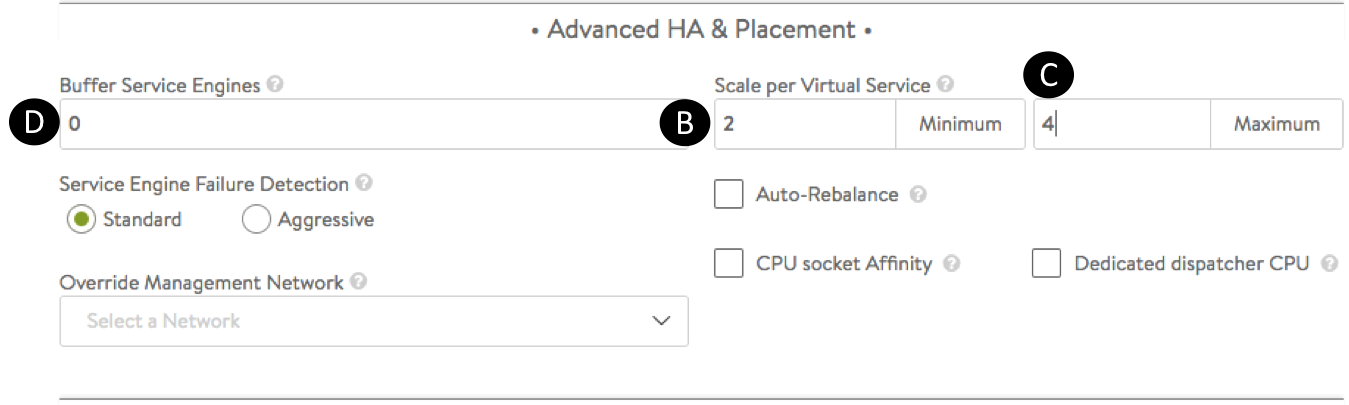 • Advanced HA & Placement •
Buffer Service Engines ?
Scale per Virtual Service ?
C
D
0
B
2
Minimum
4
Maximum
Service Engine Failure Detection ?
Auto-Rebalance ?
Standard
Aggressive
CPU socket Affinity ?
Dedicated dispatcher CPU ?
Override Management Network ?
Select a Network